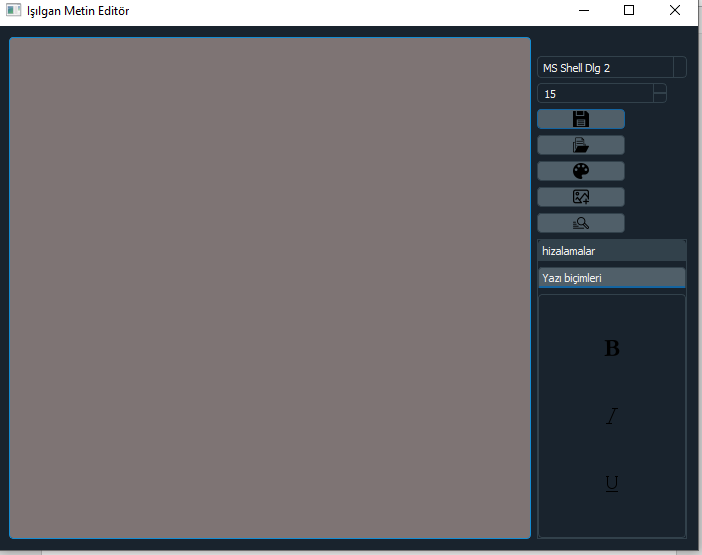 Işılgan Metin Editör
MS Shell Dlg 2
15
hizalamalar
Yazı biçimleri
B
I
U